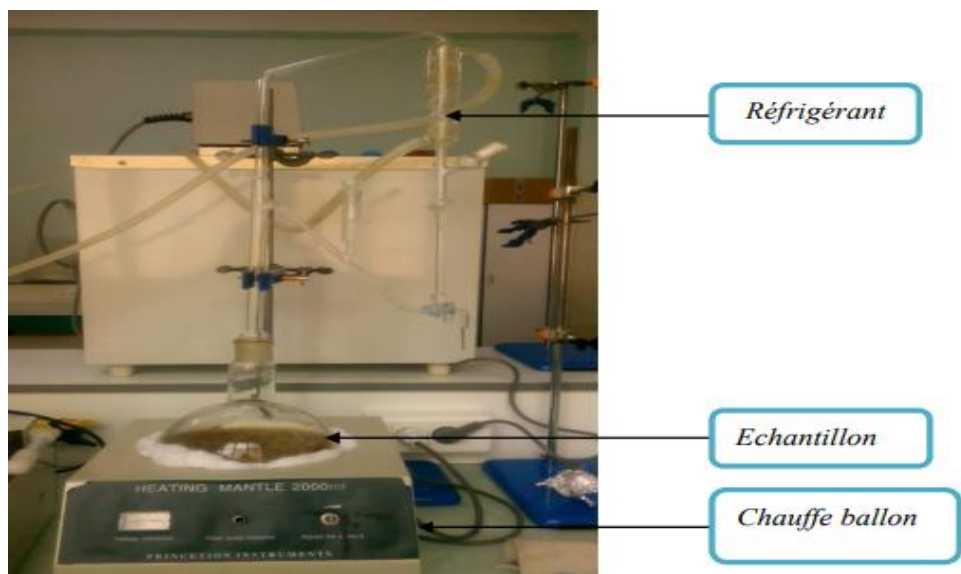 Réfrigérant
Echantillon
Chauffe ballon
HEATING MANTLE 2000ml
PRINCETON INSTRUMENTS